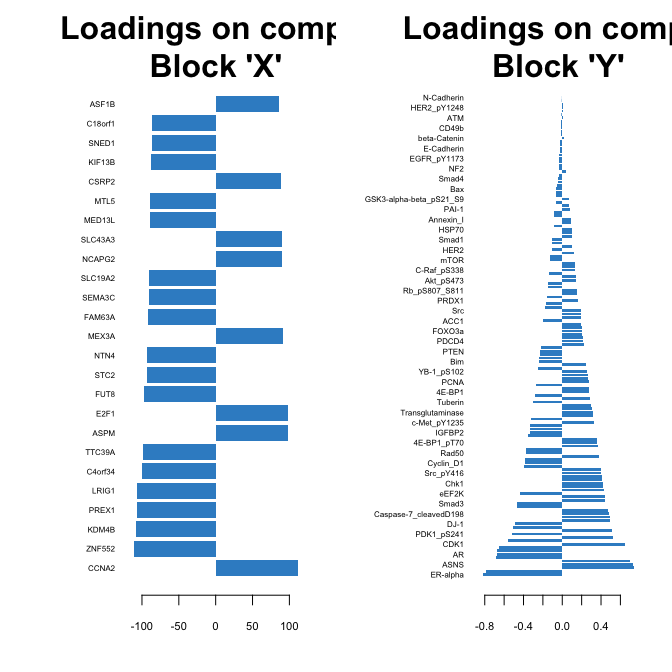 Loadings on comp
Block 'X'
ASF1B
C18orf1
SNED1
KIF13B
CSRP2
MTL5
MED13L
SLC43A3
NCAPG2
SLC19A2
SEMA3C
FAM63A
MEX3A
NTN4
STC2
FUT8
E2F1
ASPM
TTC39A
C4orf34
LRIG1
PREX1
KDM4B
ZNF552
CCNA2
-100 -50 0 50 100
Loadings on comp
Block 'Y'
N-Cadherin
HER2_pY1248
ATM
CD49b
beta-Catenin
E-Cadherin
EGFR_pY1173
NF2
Smad4
Bax
GSK3-alpha-beta_pS21_S9
PAI-1
Annexin_I
HSP70
Smad1
HER2
mTOR
C-Raf_pS338
Akt_pS473
Rb_pS807_S811
PRDX1
Src
ACC1
FOXO3a
PDCD4
PTEN
Bim
YB-1_pS102
PCNA
4E-BP1
Tuberin
Transglutaminase
c-Met_pY1235
IGFBP2
4E-BP1_pT70
Rad50
Cyclin_D1
Src_pY416
Chk1
eEF2K
Smad3
Caspase-7_cleavedD198
DJ-1
PDK1_pS241
CDK1
AR
ASNS
ER-alpha
-0.8 -0.4 0.0 0.4